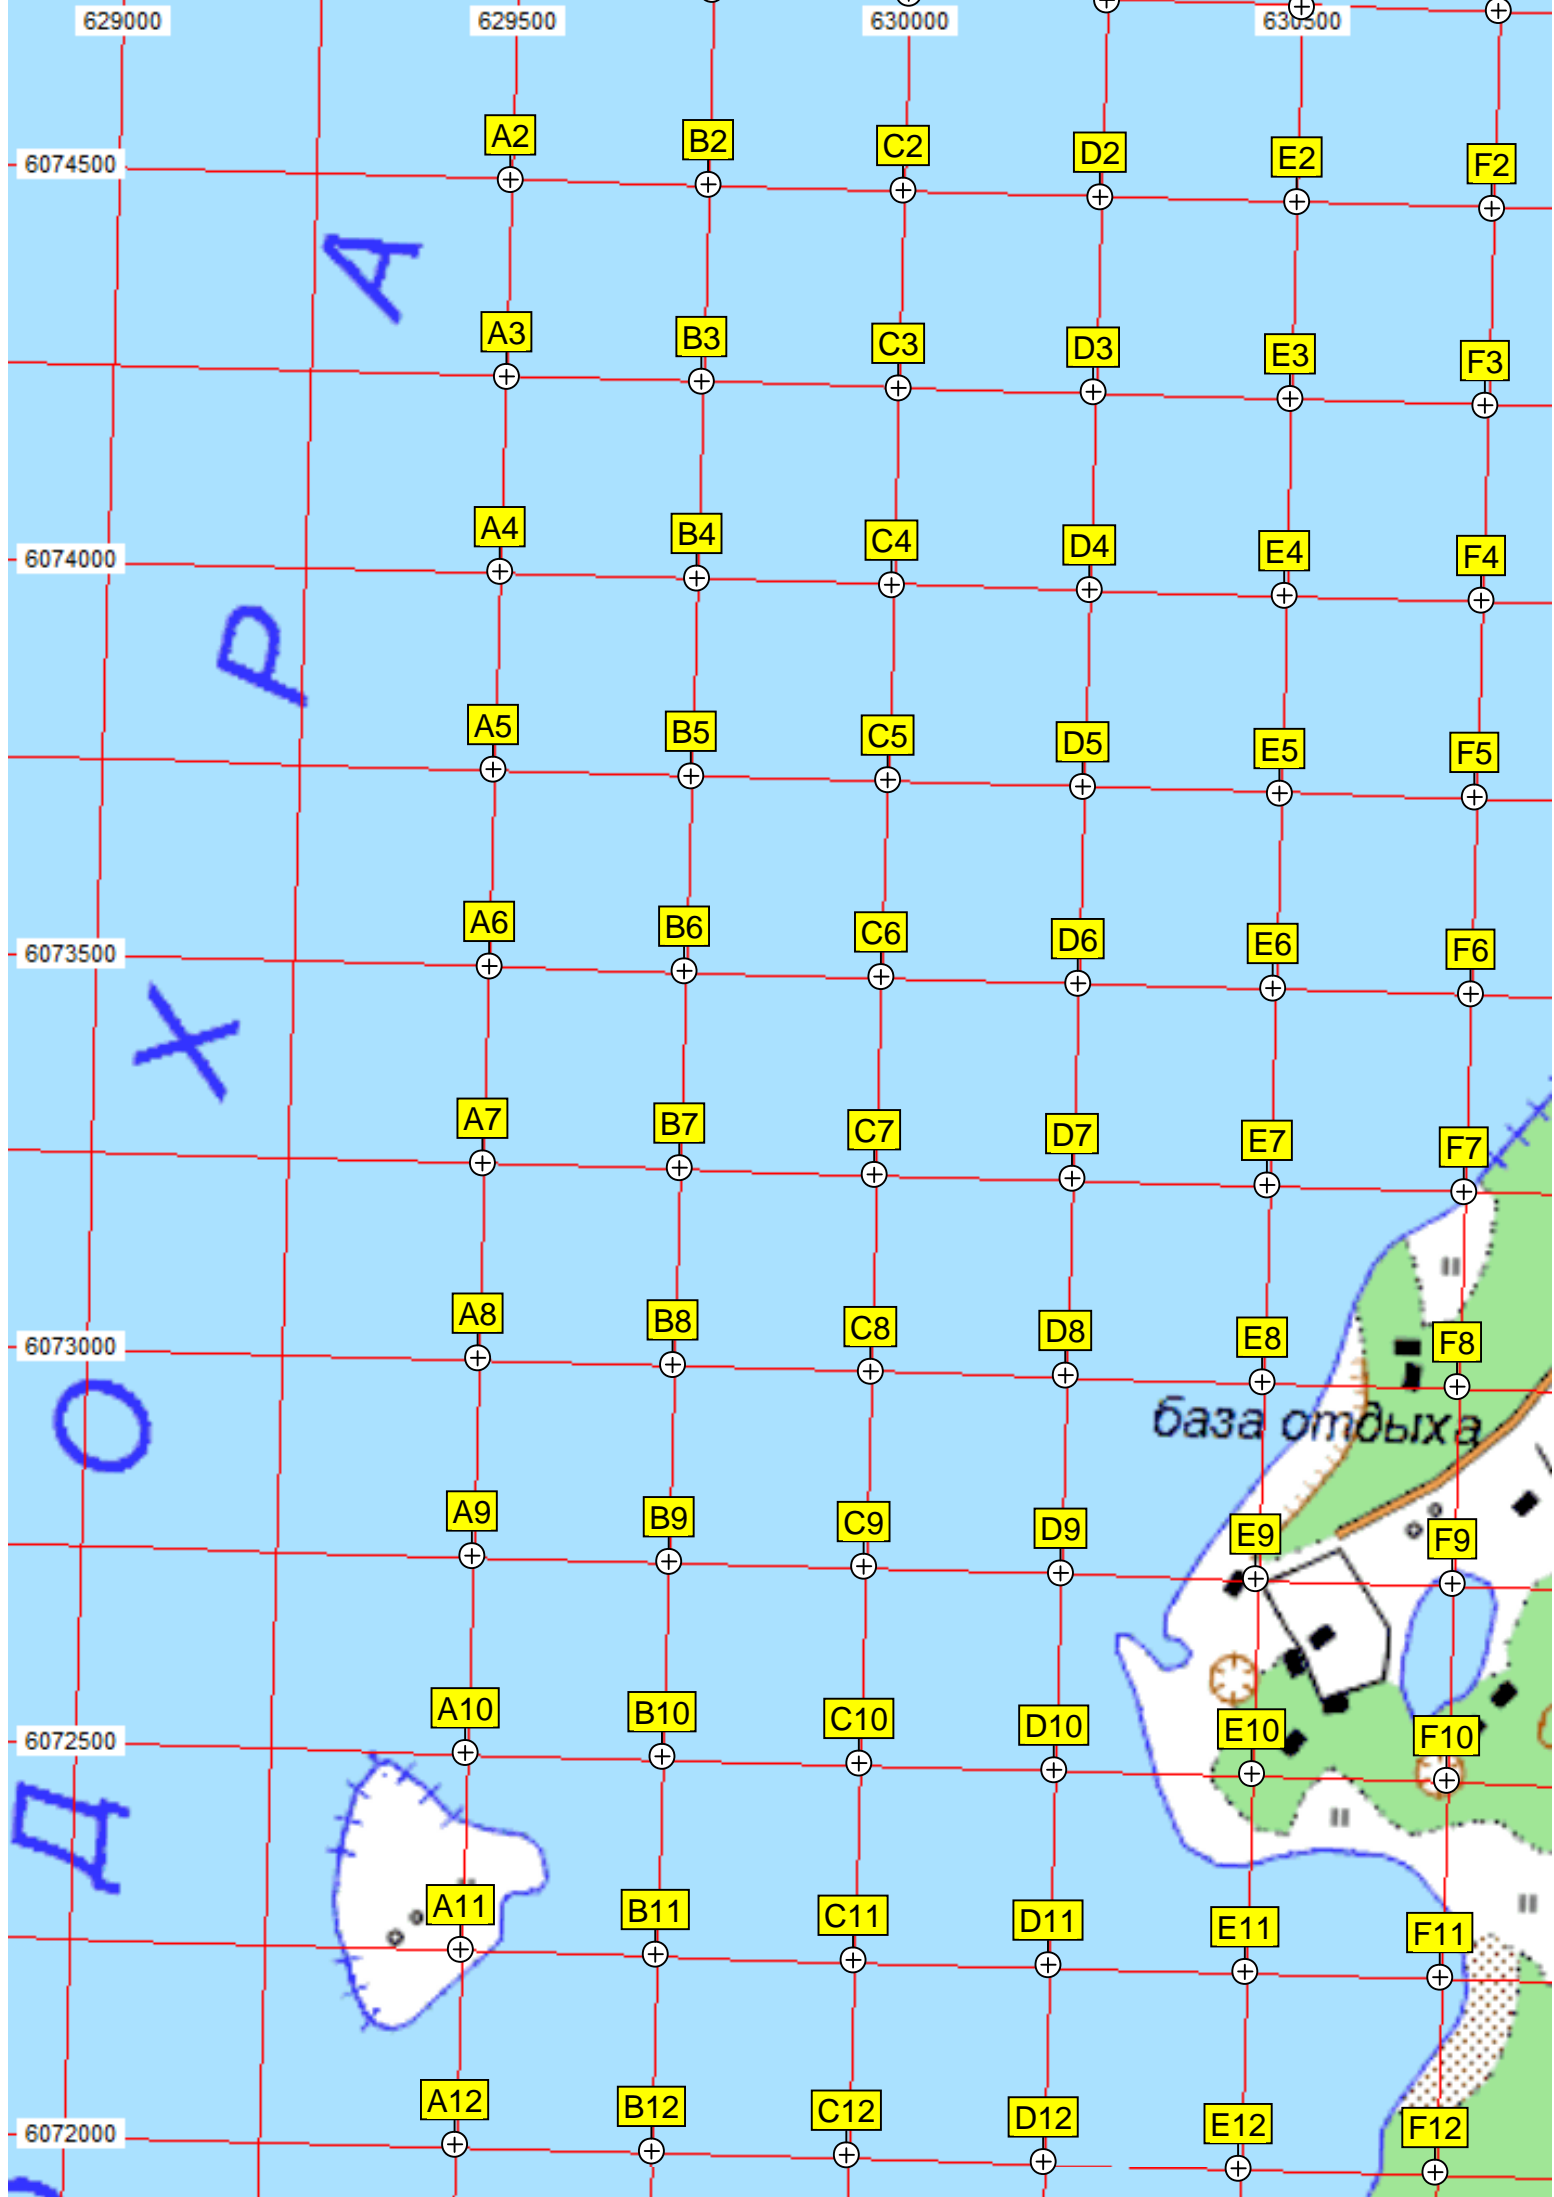 629000 629500 630000 630500
A2 B2 C2 D2 E2 F2
6074500
А
A3 B3 C3 D3 E3 F3
A4 B4 C4 D4 E4 F4
6074000
Р
A5 B5 C5 D5 E5 F5
A6 B6 C6 D6 E6 F6
6073500
Х
A7 B7 C7 D7 E7 F7
A8 B8 C8 D8 E8 F8
6073000
О
база отдыха
A9 B9 C9 D9 E9 F9
A10 B10 C10 D10 E10 F10
6072500
Д
A11 B11 C11 D11 E11 F11
A12 B12 C12 D12 E12 F12
6072000